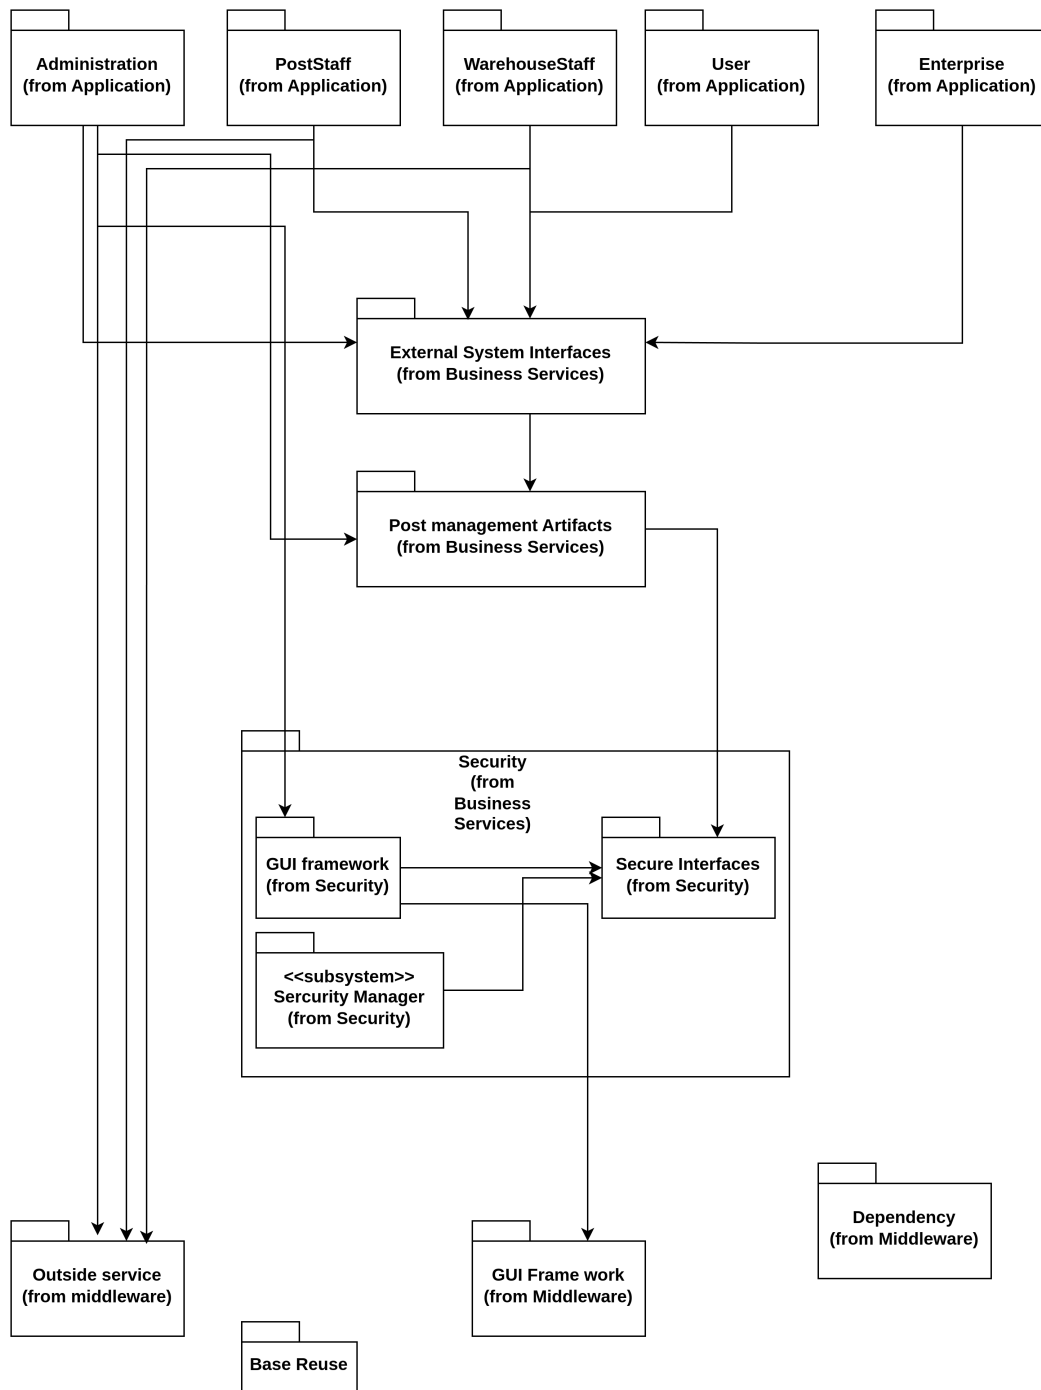 Administration
(from Application)
PostStaff
(from Application)
WarehouseStaff
(from Application)
User
(from Application)
Enterprise
(from Application)
External System Interfaces
(from Business Services)
Post management Artifacts
(from Business Services)
Security
(from
Business
Services)
GUI framework
(from Security)
Secure Interfaces
(from Security)
<<subsystem>>
Sercurity Manager
(from Security)
Dependency
(from Middleware)
Outside service
(from middleware)
GUI Frame work
(from Middleware)
Base Reuse